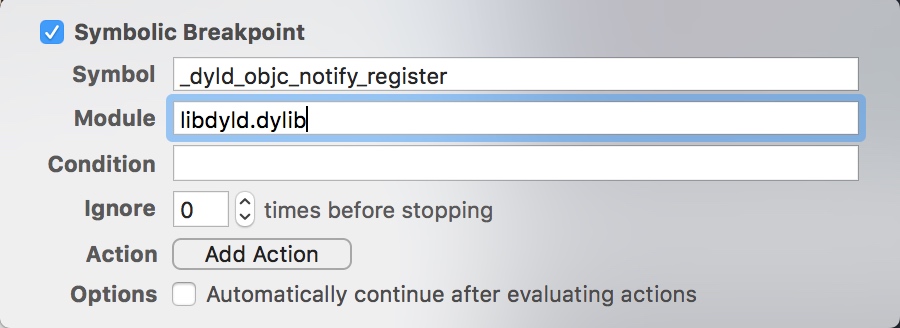 Symbolic Breakpoint
Symbol _dyld_objc_notify_register
Module libdyld.dylib
Condition
Ignore 0 times before stopping
Action Add Action
Options Automatically continue after evaluating actions